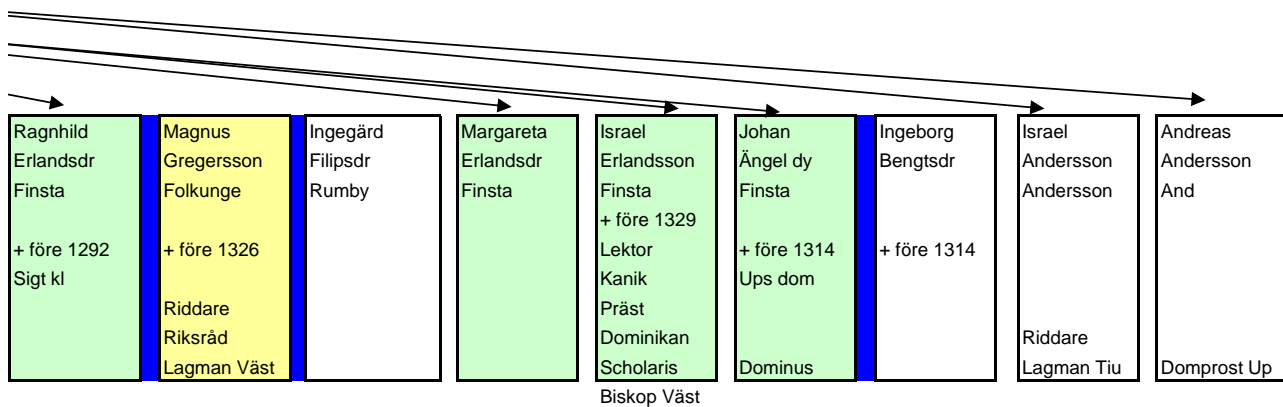 Ragnhild
Erlandsdr
Finsta
+ före 1292
Sigt kl
Magnus
Gregersson
Folkunge
+ före 1326
Riddare
Riksråd
Lagman Väst
Ingegärd
Filipsdr
Rumby
Margareta
Erlandsdr
Finsta
Israel
Erlandsson
Finsta
+ före 1329
Lektor
Kanik
Präst
Dominikan
Scholaris
Biskop Väst
Johan
Ängel dy
Finsta
+ före 1314
Ups dom
Dominus
Ingeborg
Bengtsdr
+ före 1314
Israel
Andersson
Andersson
Riddare
Lagman Tiu
Andreas
Andersson
And
Domprost Up